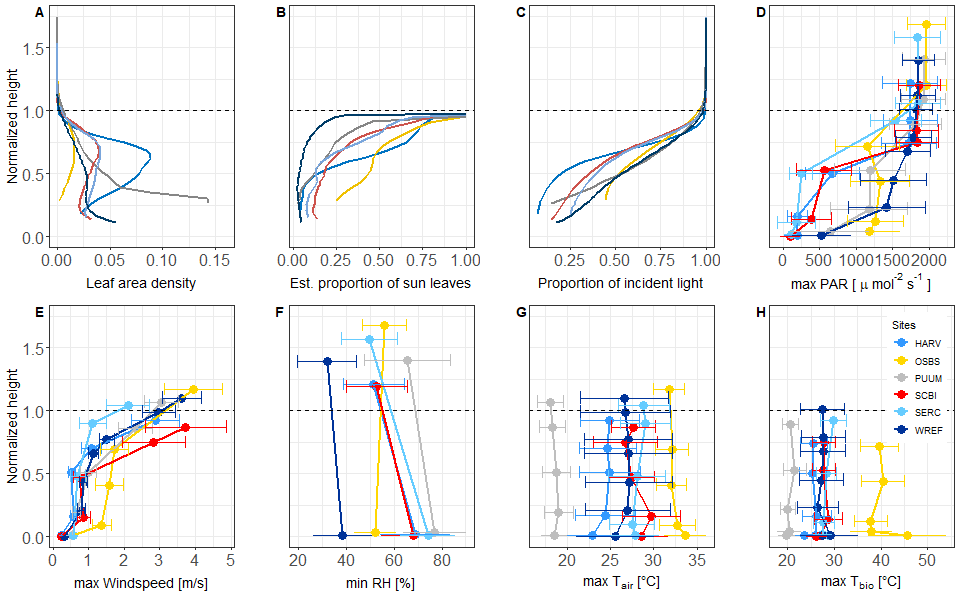 A
B
C
D
Normalized height
1.5
1.0
0.5
0.0
0.00 0.05 0.10 0.15
Leaf area density
0.00 0.25 0.50 0.75 1.00
Est. proportion of sun leaves
0.25 0.50 0.75 1.00
Proportion of incident light
0 500 1000 1500 2000
max PAR [ μ mol⁻² s⁻¹ ]
E
F
G
H
Normalized height
1.5
1.0
0.5
0.0
0 1 2 3 4 5
max Windspeed [m/s]
20 40 60 80
min RH [%]
20 25 30 35
max Tair [°C]
20 30 40 50
max Tbio [°C]
Sites
HARV
OSBS
PUUM
SCBI
SERC
WREF